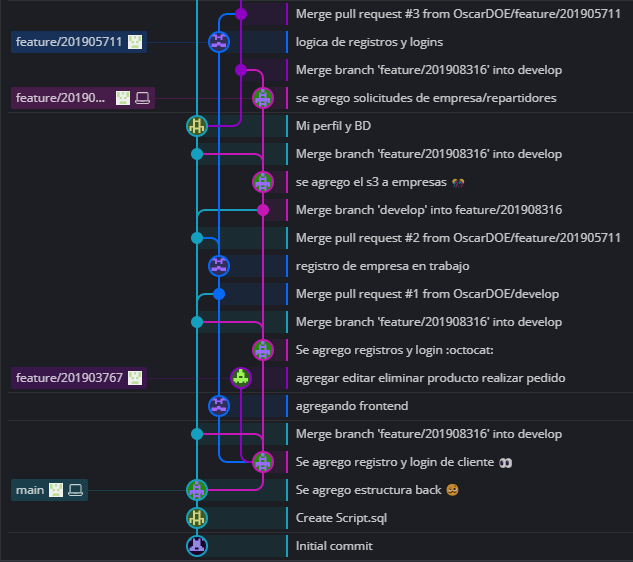 Merge pull request #3 from OscarDOE/feature/201905711
feature/201905711 logica de registros y logins
Merge branch 'feature/201908316' into develop
feature/20190... se agrego solicitudes de empresa/repartidores
Mi perfil y BD
Merge branch 'feature/201908316' into develop
se agrego el s3 a empresas
Merge branch 'develop' into feature/201908316
Merge pull request #2 from OscarDOE/feature/201905711
registro de empresa en trabajo
Merge pull request #1 from OscarDOE/develop
Merge branch 'feature/201908316' into develop
Se agrego registros y login :octocat:
feature/201903767 agregar editar eliminar producto realizar pedido
agregando frontend
Merge branch 'feature/201908316' into develop
Se agrego registro y login de cliente 👀
main Se agrego estructura back
Create Script.sql
Initial commit